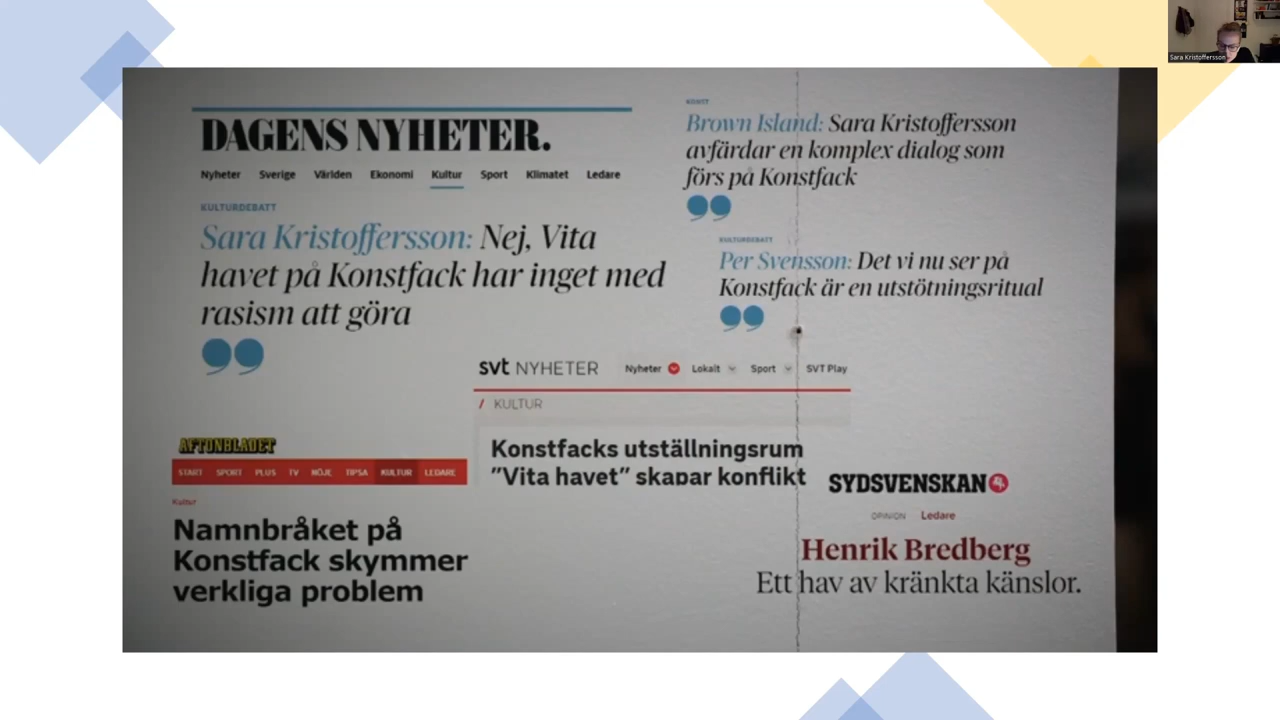 Sara Kristoffersson
DAGENS NYHETER.
Nyheter Sverige Världen Ekonomi Kultur Sport Klimatet Ledare
KULTURDEBATT
Sara Kristoffersson: Nej, Vita
havet på Konstfack har inget med
rasism att göra
KONST
Brown Island: Sara Kristoffersson
avfärdar en komplex dialog som
förs på Konstfack
KULTURDEBATT
Per Svensson: Det vi nu ser på
Konstfack är en utstötningsritual
svt NYHETER Nyheter Lokalt Sport SVT Play
/ KULTUR
Konstfacks utställningsrum
”Vita havet” skapar konflikt
AFTONBLADET
START SPORT PLUS TV NÖJE TIPSA KULTUR LEDARE
Kultur
Namnbråket på
Konstfack skymmer
verkliga problem
SYDSVENSKAN
OPINION Ledare
Henrik Bredberg
Ett hav av kränkta känslor.